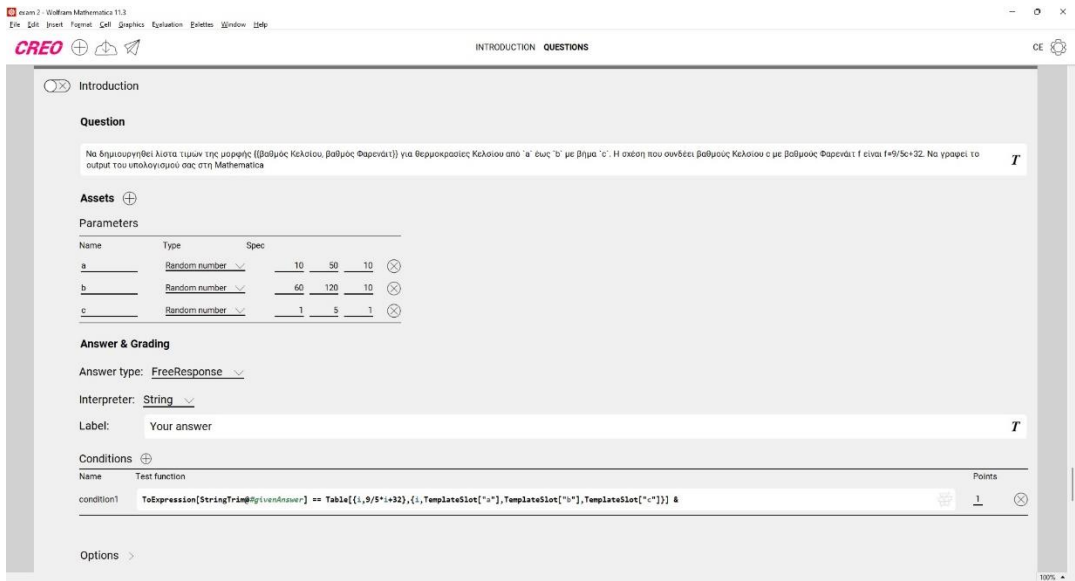 exam 2 - Wolfram Mathematica 11.3
File Edit Insert Format Cell Graphics Evaluation Palettes Window Help
CREO INTRODUCTION QUESTIONS CE
Introduction
Question
Να δημιουργηθεί λίστα τιμών της μορφής {{βαθμός Κελσίου, βαθμός Φαρενάιτ}} για θερμοκρασίες Κελσίου από `a` έως `b` με βήμα `c`. Η σχέση που συνδέει βαθμούς Κελσίου c με βαθμούς Φαρενάιτ f είναι f=9/5c+32. Να γραφεί το
output του υπολογισμού σας στη Mathematica
T
Assets
Parameters
Name Type Spec
a Random number 10 50 10
b Random number 60 120 10
c Random number 1 5 1
Answer & Grading
Answer type: FreeResponse
Interpreter: String
Label: Your answer T
Conditions
Name Test function Points
condition1 ToExpression[StringTrim@#givenAnswer] == Table[{i,9/5*i+32},{i,TemplateSlot["a"],TemplateSlot["b"],TemplateSlot["c"]}] & 1
Options >
100%